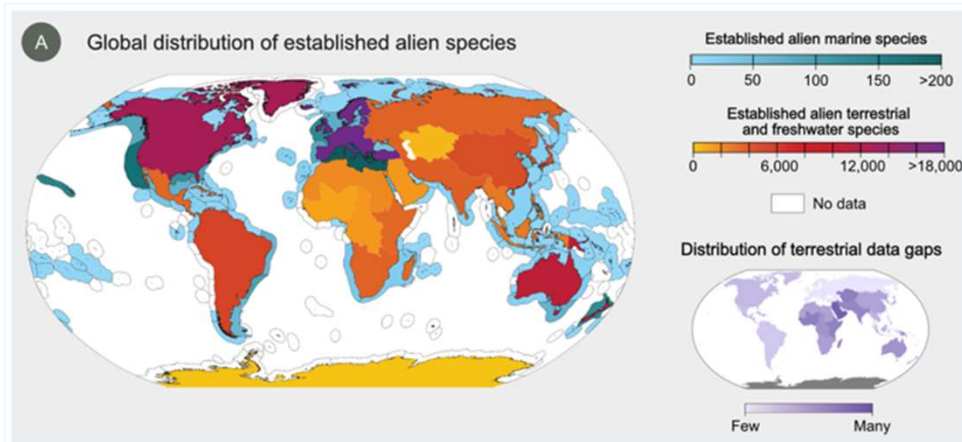 A
Global distribution of established alien species
Established alien marine species
0 50 100 150 >200
Established alien terrestrial
and freshwater species
0 6,000 12,000 >18,000
No data
Distribution of terrestrial data gaps
Few Many